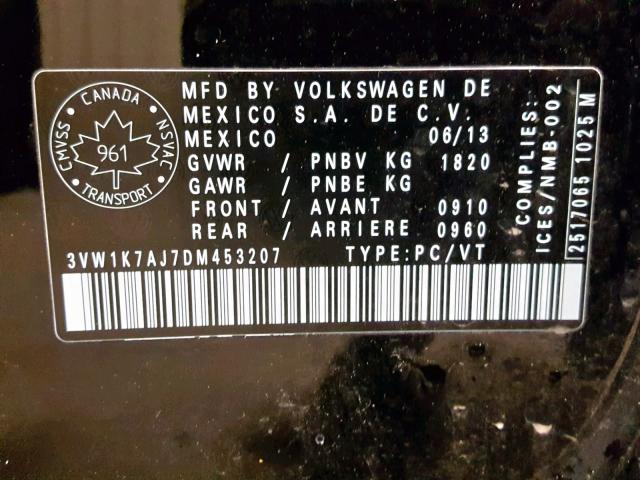 CANADA
CMVSS
NSVAC
961
TRANSPORT
MFD BY VOLKSWAGEN DE
MEXICO S.A. DE C.V.
MEXICO 06/13
GVWR / PNBV KG 1820
GAWR / PNBE KG
FRONT / AVANT 0910
REAR / ARRIERE 0960
3VW1K7AJ7DM453207 TYPE:PC/VT
COMPLIES:
ICES/NMB-002
2517065 1025 M